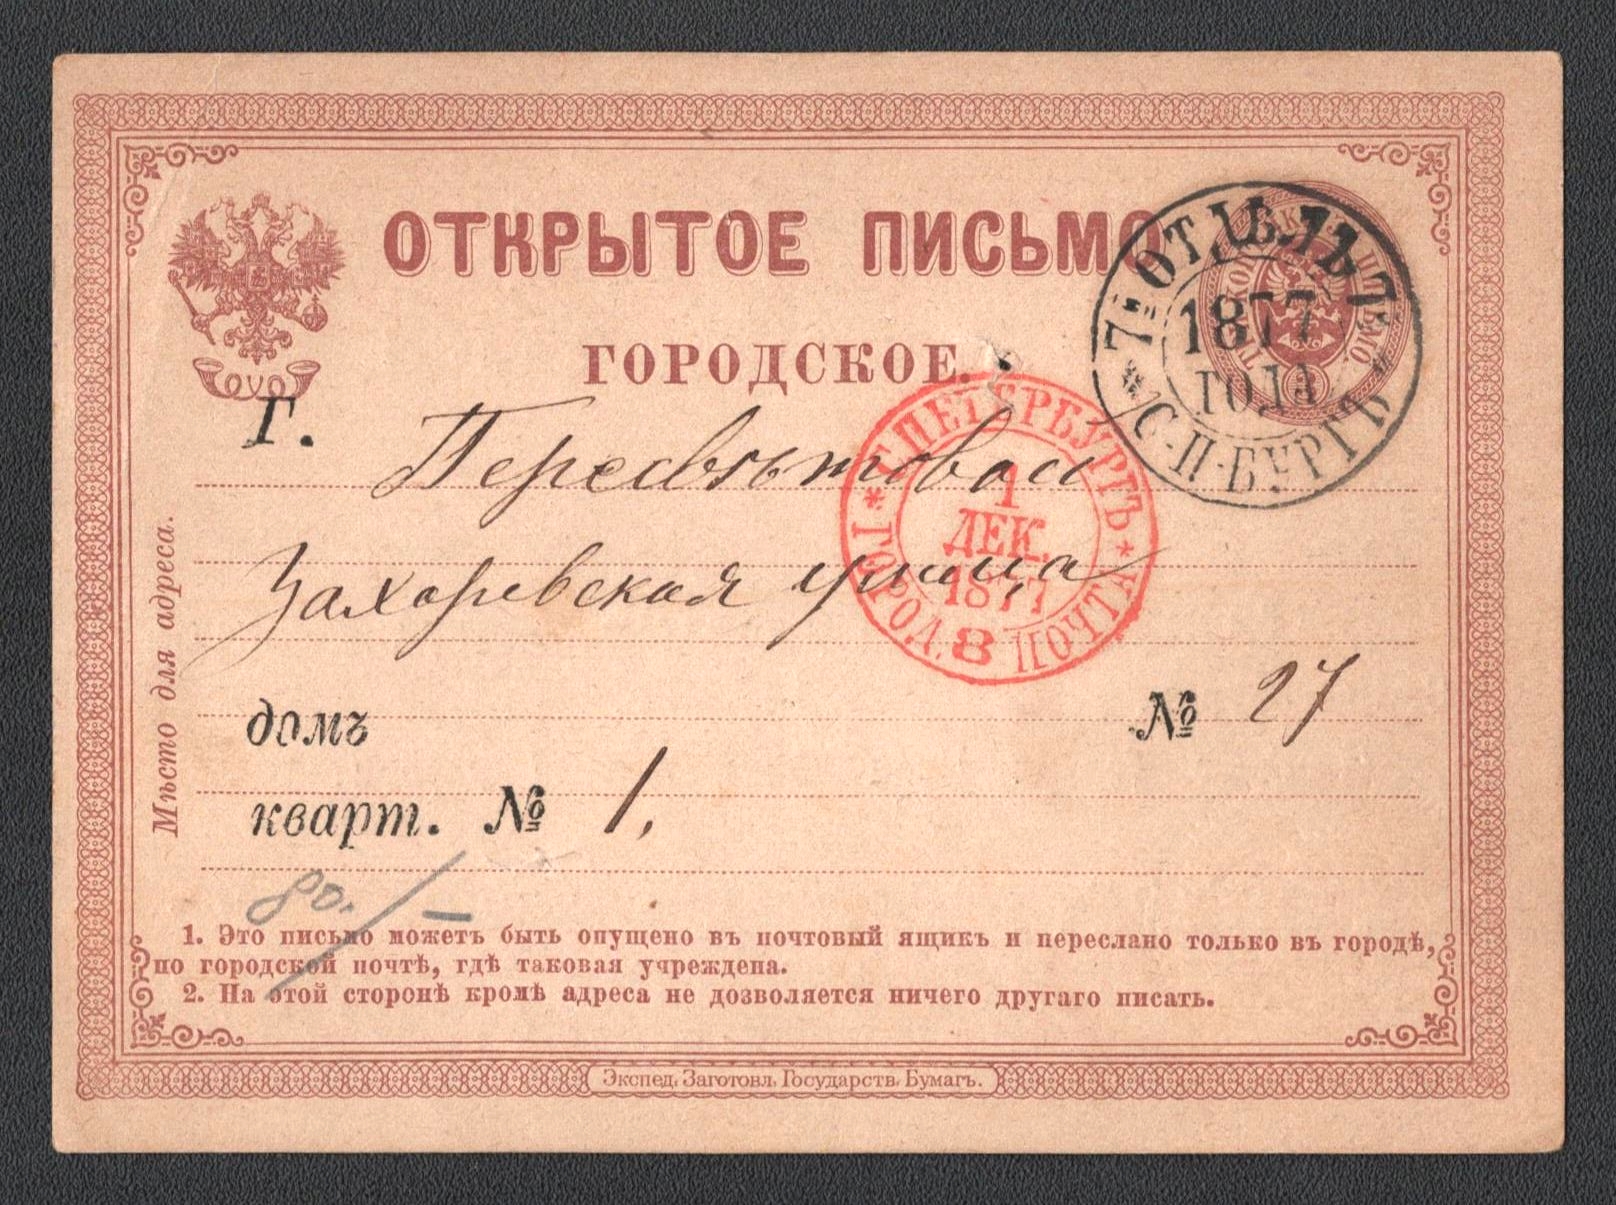 ОТКРЫТОЕ ПИСЬМО
ГОРОДСКОЕ.
7й ОТДѢЛЪ 7
1877
ГОДА
С-П-БУРГЪ
Г.
С.ПЕТЕРБУРГЪ
1
ДЕК.
1877
ГОРОД. 8 ПОЧТА
Захарьевская улица
домъ № 27
кварт. № 1,
80./–
Мѣсто для адреса.
1. Это письмо можетъ быть опущено въ почтовый ящикъ и переслано только въ городѣ,
по городской почтѣ, гдѣ таковая учреждена.
2. На этой сторонѣ кромѣ адреса не дозволяется ничего другаго писать.
Экспед. Заготовл. Государств. Бумагъ.